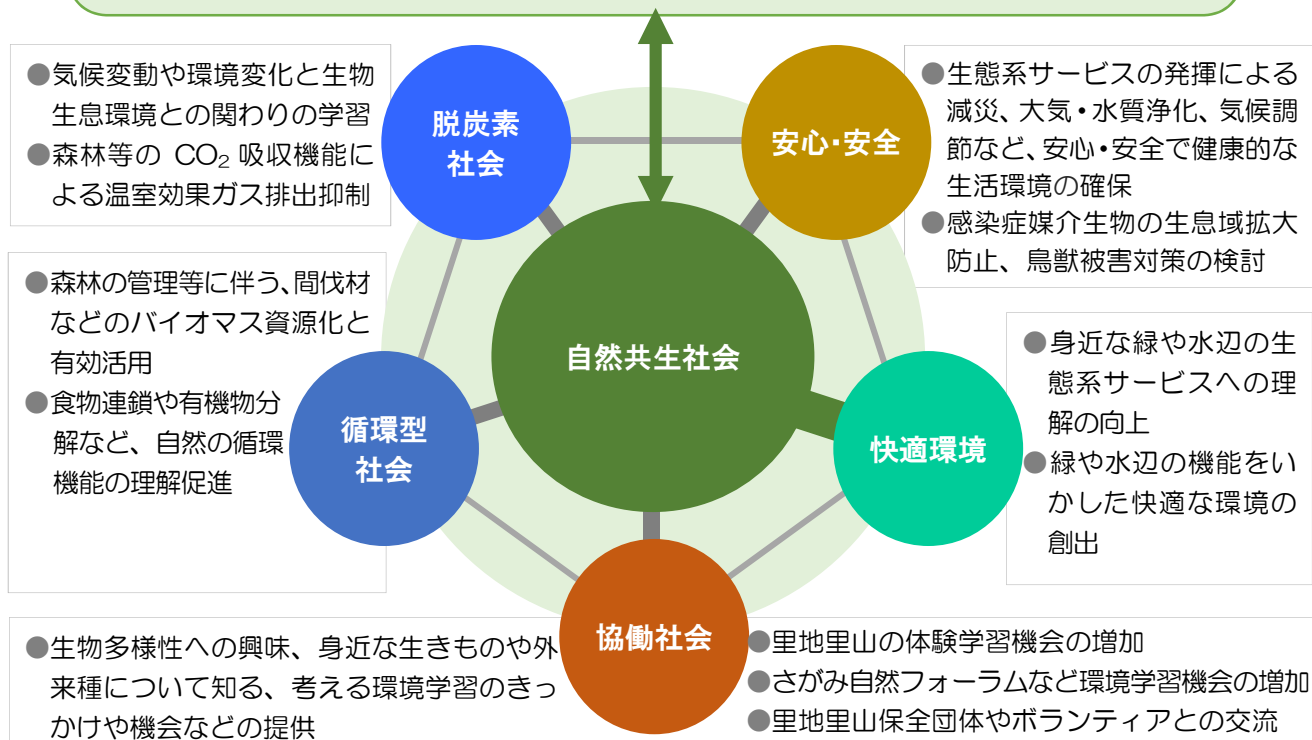 ●気候変動や環境変化と生物
生息環境との関わりの学習
●森林等の CO₂ 吸収機能に
よる温室効果ガス排出抑制
脱炭素
社会
安心・安全
●生態系サービスの発揮による
減災、大気・水質浄化、気候調
節など、安心・安全で健康的な
生活環境の確保
●感染症媒介生物の生息域拡大
防止、鳥獣被害対策の検討
●森林の管理等に伴う、間伐材
などのバイオマス資源化と
有効活用
●食物連鎖や有機物分
解など、自然の循環
機能の理解促進
循環型
社会
自然共生社会
快適環境
●身近な緑や水辺の生
態系サービスへの理
解の向上
●緑や水辺の機能をい
かした快適な環境の
創出
●生物多様性への興味、身近な生きものや外
来種について知る、考える環境学習のきっ
かけや機会などの提供
協働社会
●里地里山の体験学習機会の増加
●さがみ自然フォーラムなど環境学習機会の増加
●里地里山保全団体やボランティアとの交流